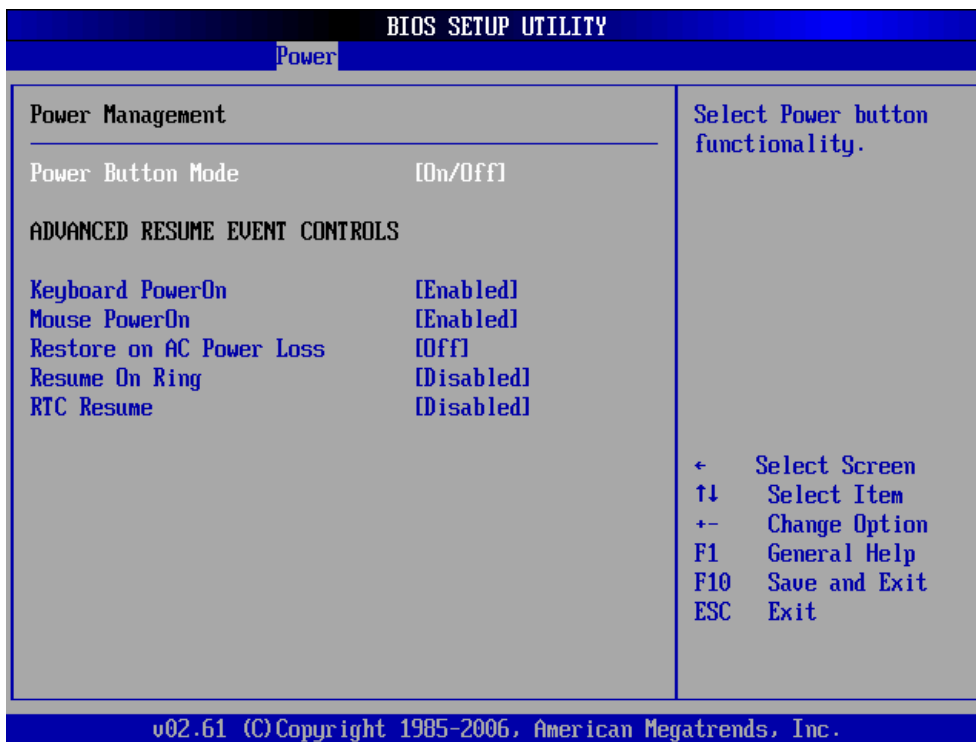 BIOS SETUP UTILITY
Power
Power Management
Power Button Mode [On/Off]
ADVANCED RESUME EVENT CONTROLS
Keyboard PowerOn [Enabled]
Mouse PowerOn [Enabled]
Restore on AC Power Loss [Off]
Resume On Ring [Disabled]
RTC Resume [Disabled]
Select Power button
functionality.
← Select Screen
↑↓ Select Item
+- Change Option
F1 General Help
F10 Save and Exit
ESC Exit
v02.61 (C)Copyright 1985-2006, American Megatrends, Inc.